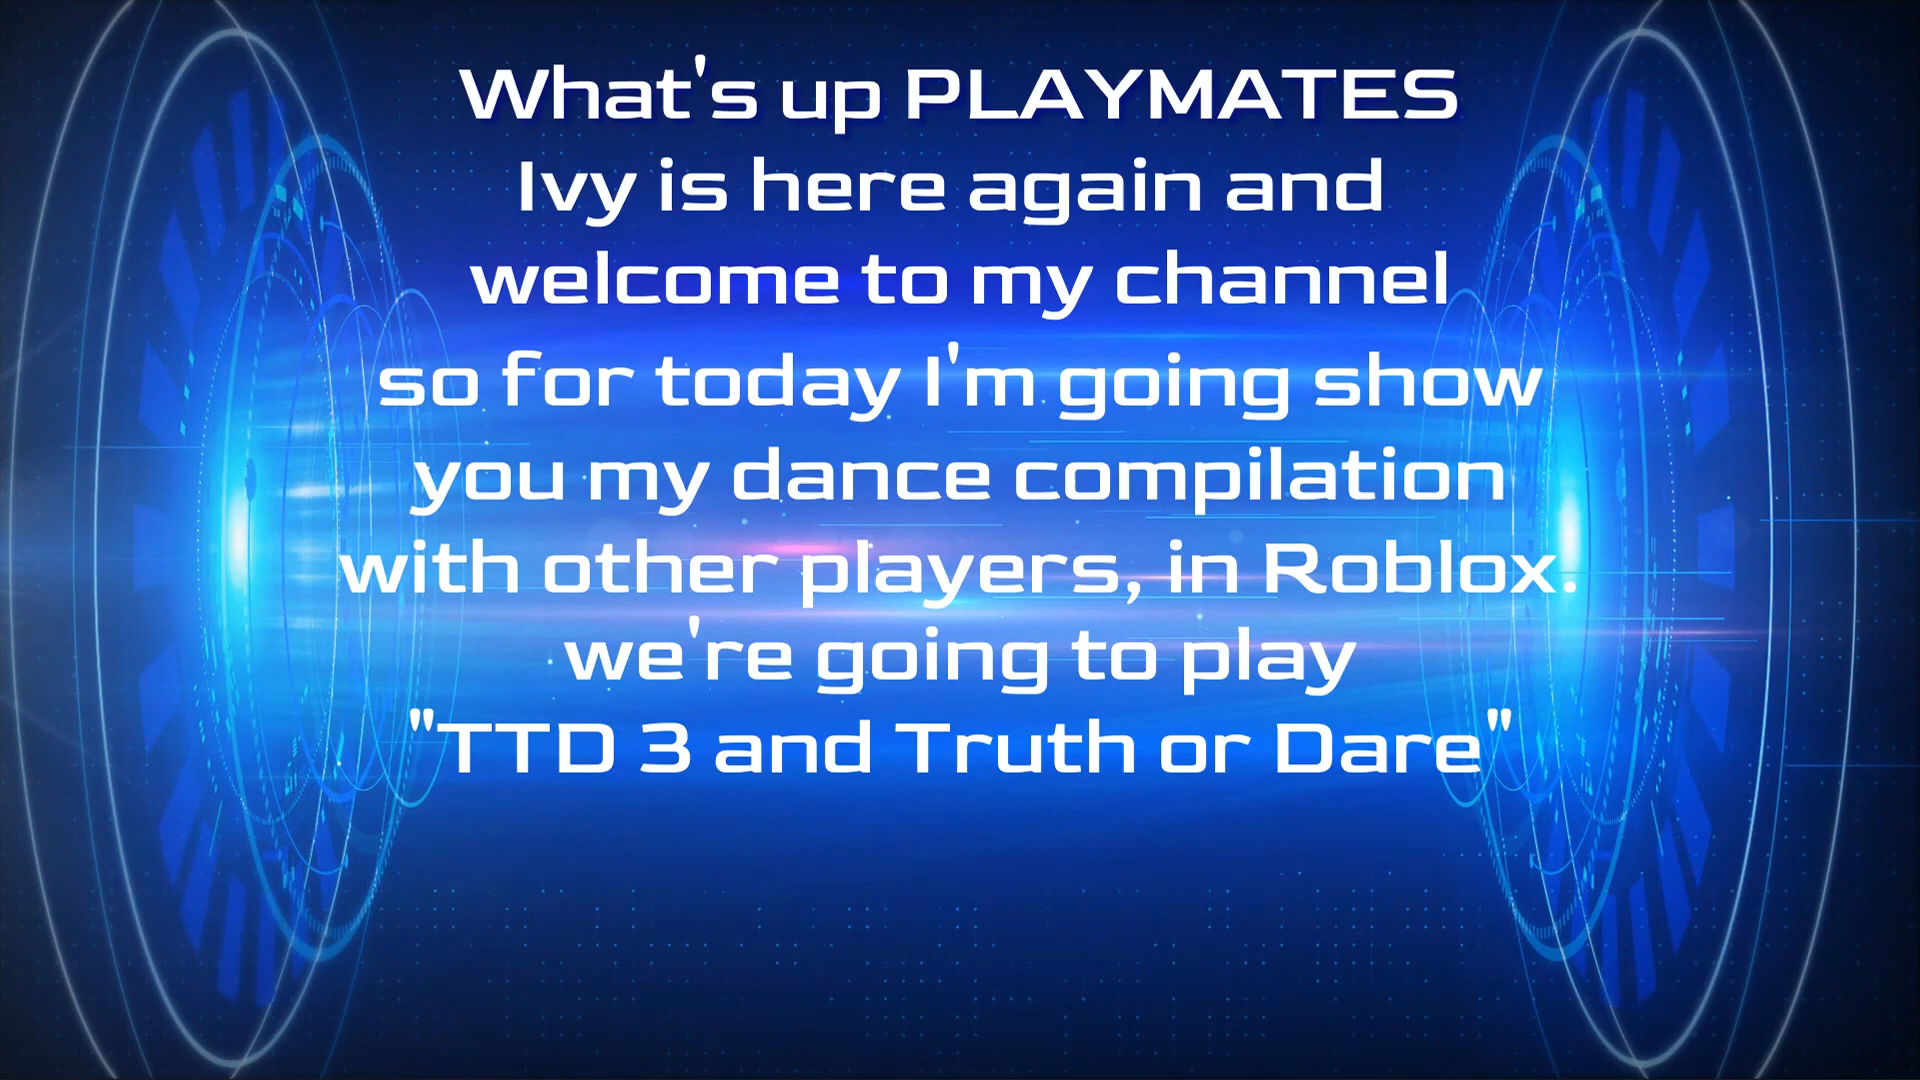 What's up PLAYMATES
Ivy is here again and
welcome to my channel
so for today I'm going show
you my dance compilation
with other players, in Roblox.
we're going to play
"TTD 3 and Truth or Dare"